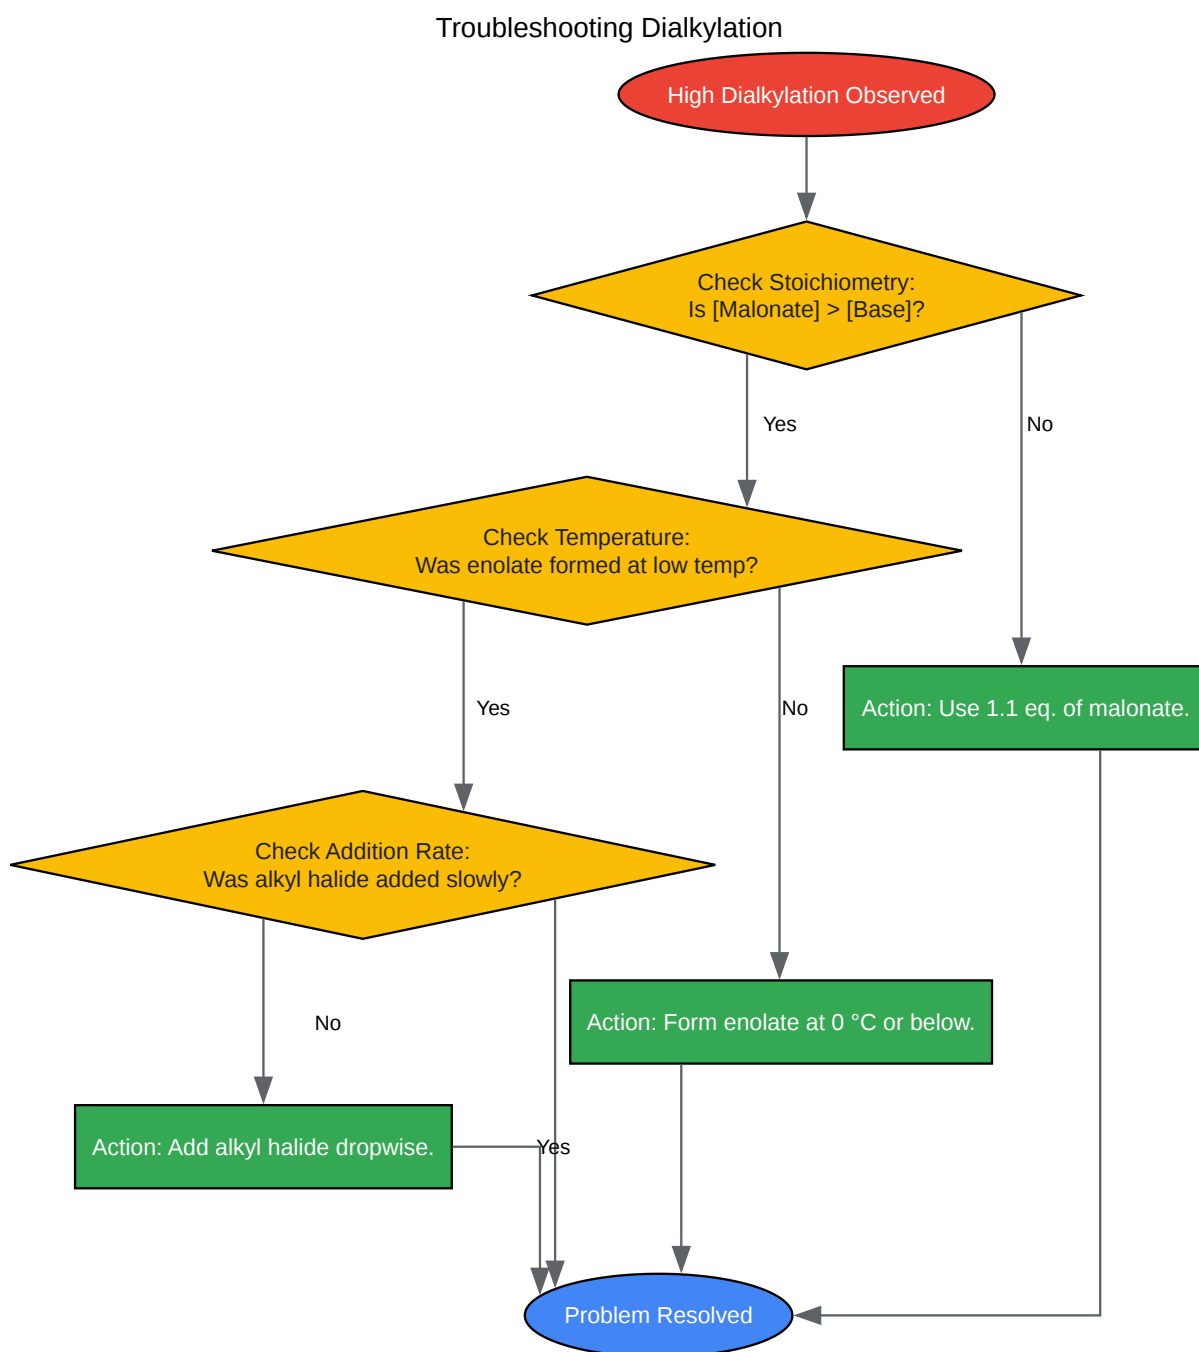 Troubleshooting Dialkylation
High Dialkylation Observed
Check Stoichiometry:
Is [Malonate] > [Base]?
Yes
No
Check Temperature:
Was enolate formed at low temp?
Yes
No
Action: Use 1.1 eq. of malonate.
Check Addition Rate:
Was alkyl halide added slowly?
No
Action: Form enolate at 0 °C or below.
Action: Add alkyl halide dropwise.
Yes
Problem Resolved